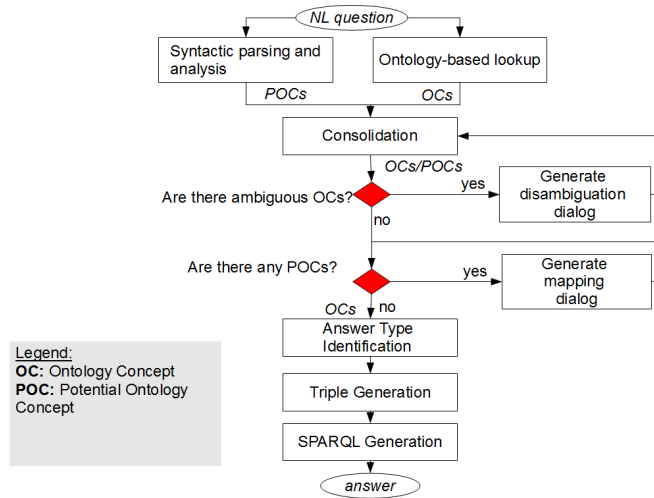 NL question
Syntactic parsing and
analysis
Ontology-based lookup
POCs
OCs
Consolidation
OCs/POCs
Are there ambiguous OCs?
yes
Generate
disambiguation
dialog
no
Are there any POCs?
yes
Generate
mapping
dialog
OCs
no
Answer Type
Identification
Triple Generation
SPARQL Generation
answer
Legend:
OC: Ontology Concept
POC: Potential Ontology
Concept